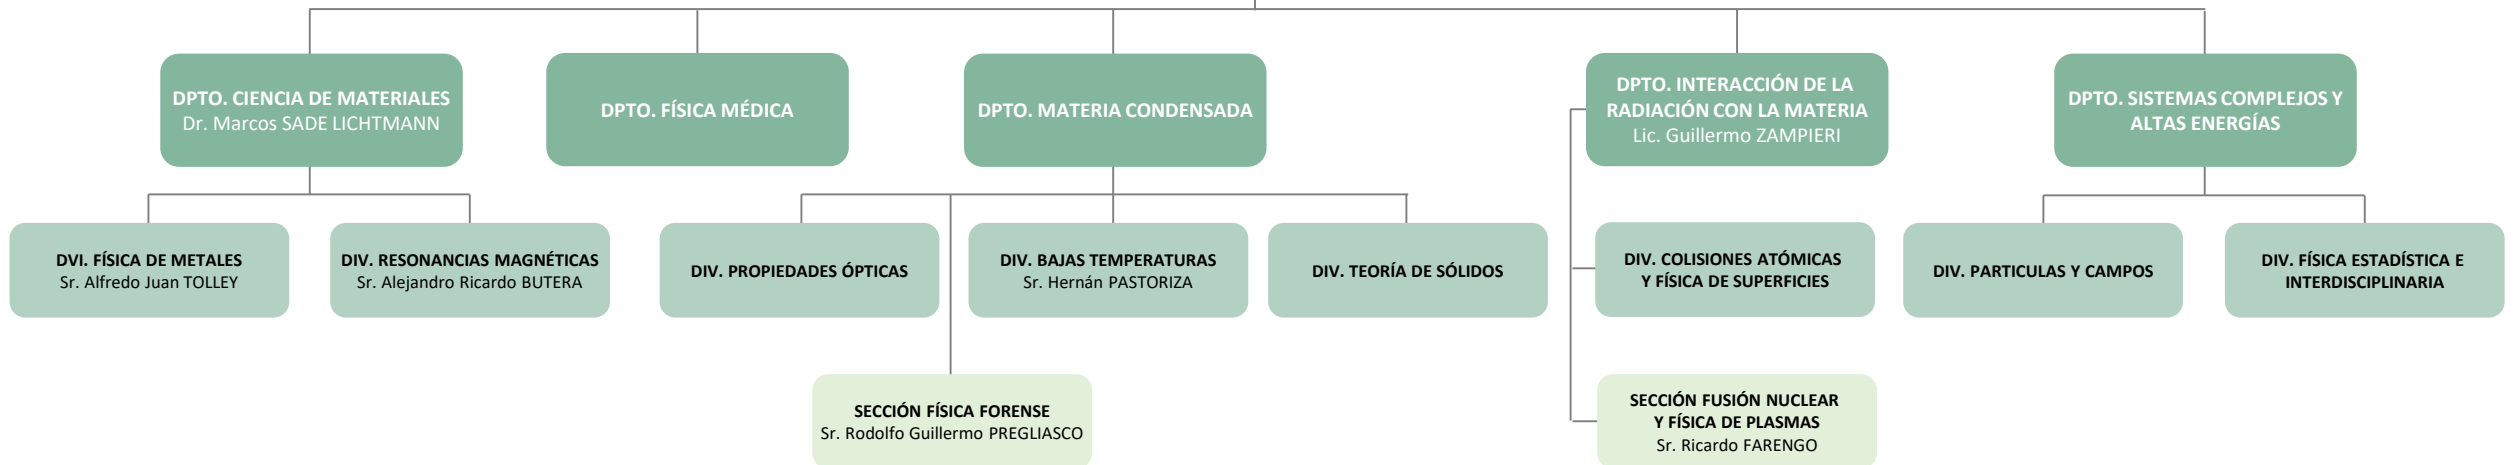 DPTO. CIENCIA DE MATERIALES
Dr. Marcos SADE LICHTMANN
DPTO. FÍSICA MÉDICA
DPTO. MATERIA CONDENSADA
DPTO. INTERACCIÓN DE LA
RADIACIÓN CON LA MATERIA
Lic. Guillermo ZAMPIERI
DPTO. SISTEMAS COMPLEJOS Y
ALTAS ENERGÍAS
DVI. FÍSICA DE METALES
Sr. Alfredo Juan TOLLEY
DIV. RESONANCIAS MAGNÉTICAS
Sr. Alejandro Ricardo BUTERA
DIV. PROPIEDADES ÓPTICAS
DIV. BAJAS TEMPERATURAS
Sr. Hernán PASTORIZA
DIV. TEORÍA DE SÓLIDOS
DIV. COLISIONES ATÓMICAS
Y FÍSICA DE SUPERFICIES
DIV. PARTICULAS Y CAMPOS
DIV. FÍSICA ESTADÍSTICA E
INTERDISCIPLINARIA
SECCIÓN FÍSICA FORENSE
Sr. Rodolfo Guillermo PREGLIASCO
SECCIÓN FUSIÓN NUCLEAR
Y FÍSICA DE PLASMAS
Sr. Ricardo FARENGO